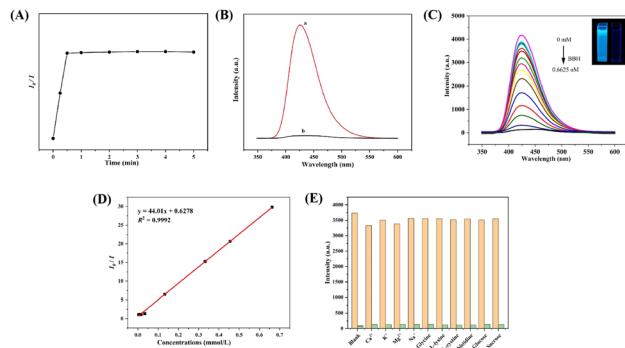 (A)
I₀ / I
0 1 2 3 4 5
Time (min)
(B)
a
b
Intensity (a.u.)
350 400 450 500 550 600
Wavelength (nm)
(C)
5000
4000
3000
2000
1000
0
Intensity (a.u.)
0 mM
BBH
0.6625 mM
350 400 450 500 550 600
Wavelength (nm)
(D)
y = 44.01x + 0.6278
R² = 0.9992
I₀ / I
35
30
25
20
15
10
5
0
0.0 0.1 0.2 0.3 0.4 0.5 0.6 0.7
Concentrations (mmol/L)
(E)
Intensity (a.u.)
4000
3500
3000
2500
2000
1500
1000
500
0
Blank
Ca²⁺
K⁺
Mg²⁺
Na⁺
Glycine
L-lysine
Glucose
Sucrose